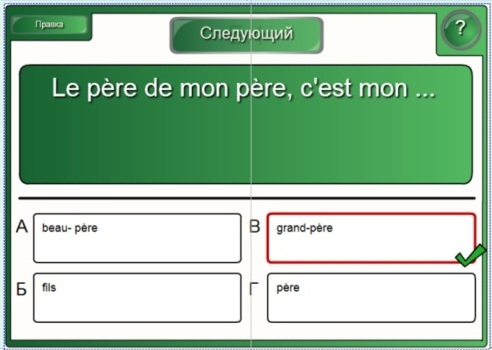 Правка
Следующий
?
Le père de mon père, c'est mon ...
А
beau- père
В
grand-père
Б
fils
Г
père